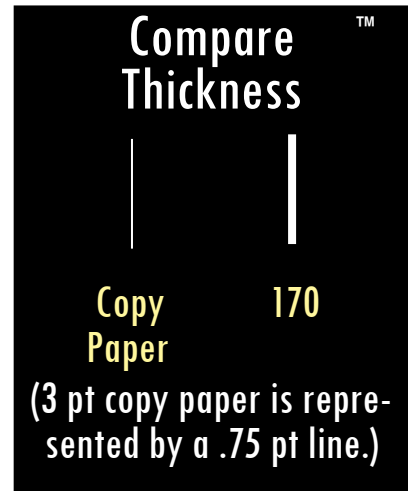 Compare ™
Thickness
Copy 170
Paper
(3 pt copy paper is repre-
sented by a .75 pt line.)